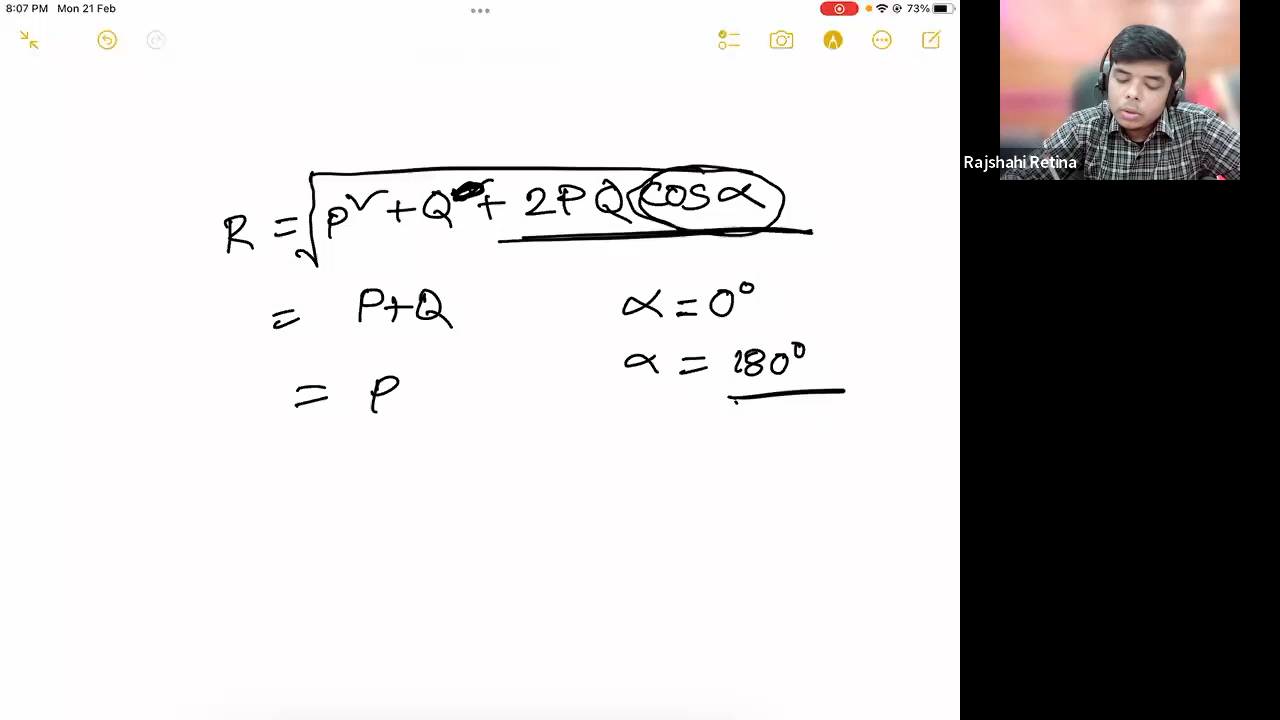 8:07 PM Mon 21 Feb
73%
R = √P² + Q² + 2PQ cos α
= P+Q α = 0°
= P α = 180°
Rajshahi Retina